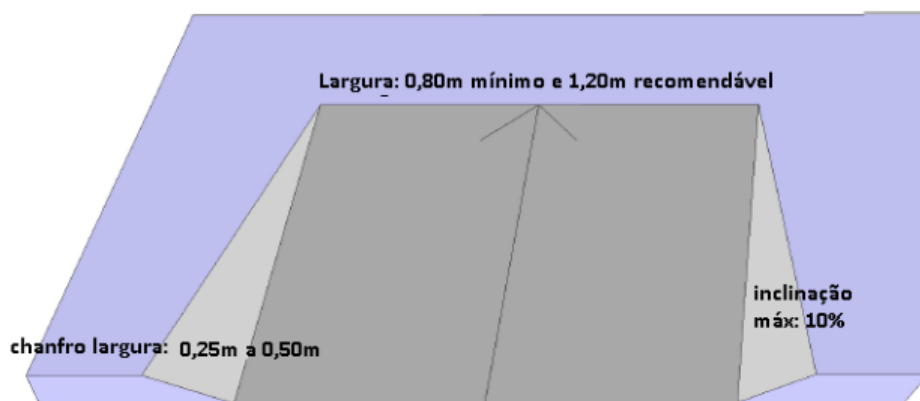 Largura: 0,80m mínimo e 1,20m recomendável
inclinação
máx: 10%
chanfro largura: 0,25m a 0,50m